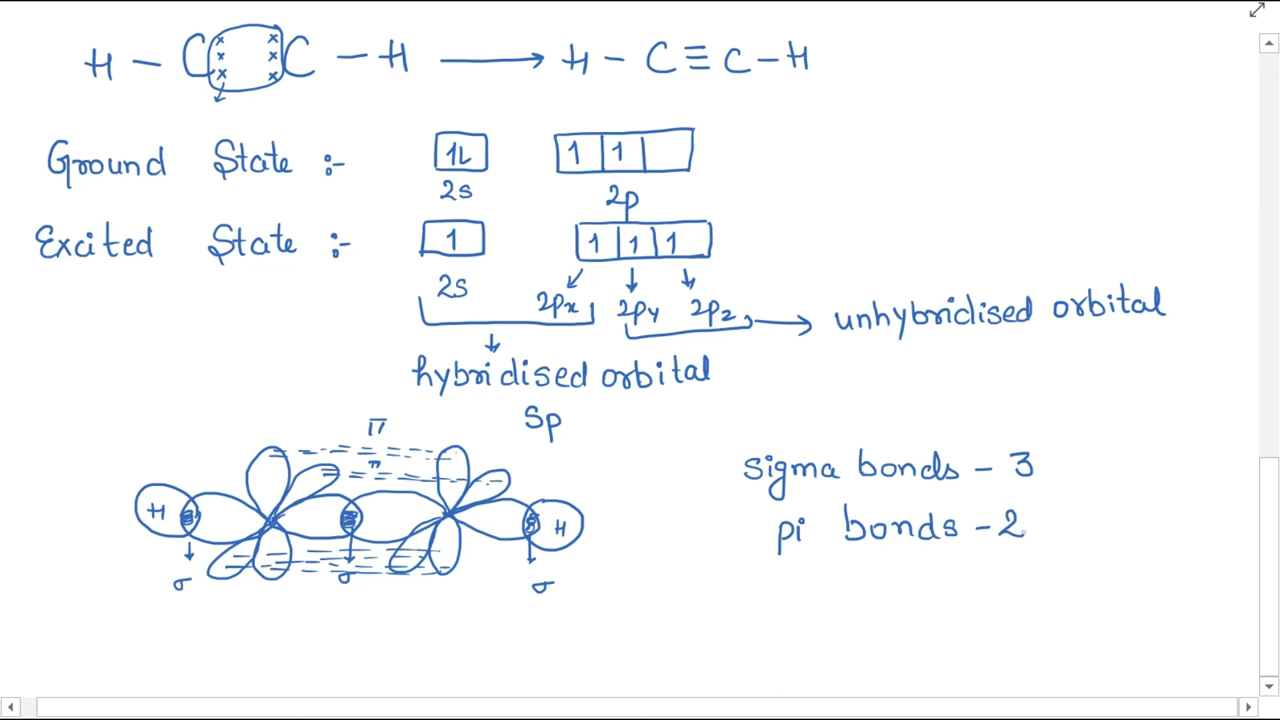 H - C C - H → H - C ≡ C - H
Ground State :- 1L 1 1
2s 2p
Excited State :- 1 1 1 1
2s 2px 2py 2pz → unhybridised orbital
hybridised orbital
Sp
π
π
sigma bonds - 3
H H
pi bonds - 2
σ σ σ